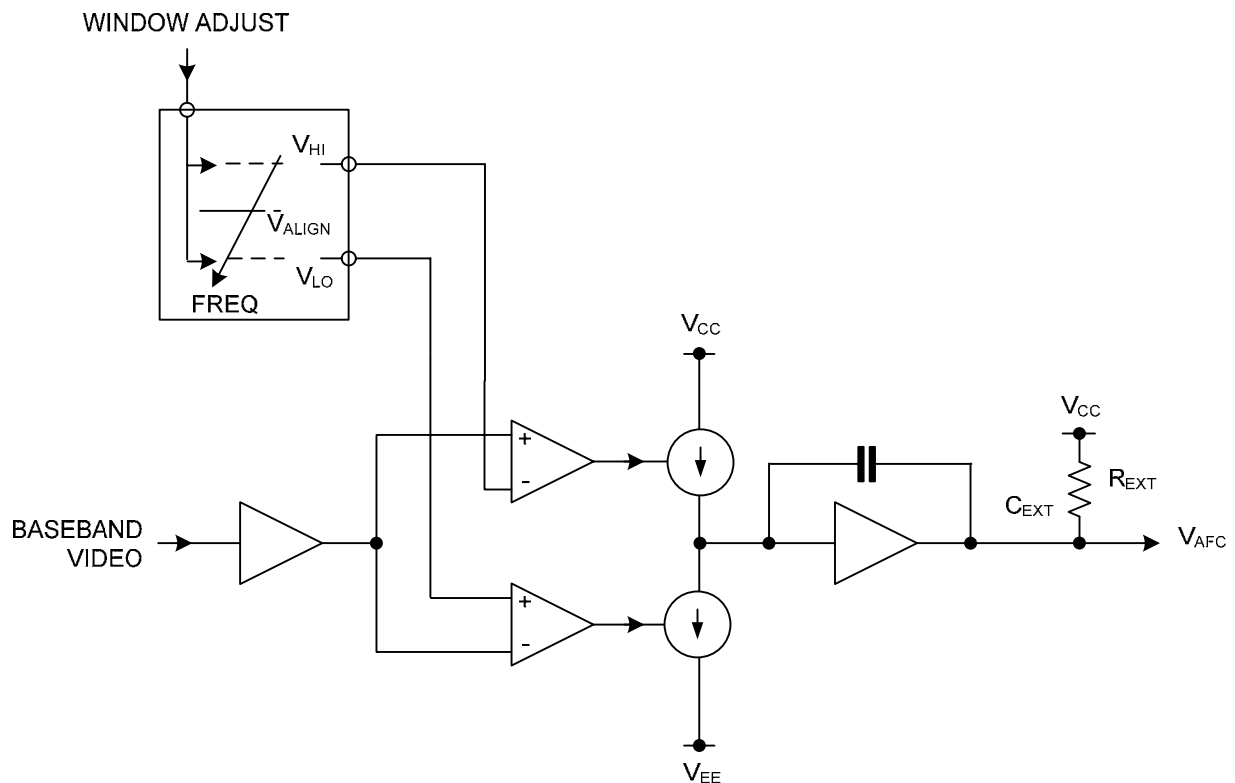 WINDOW ADJUST
VHI
VALIGN
VLO
FREQ
VCC
VCC
+
-
REXT
CEXT
BASEBAND
VIDEO
VAFC
+
-
VEE